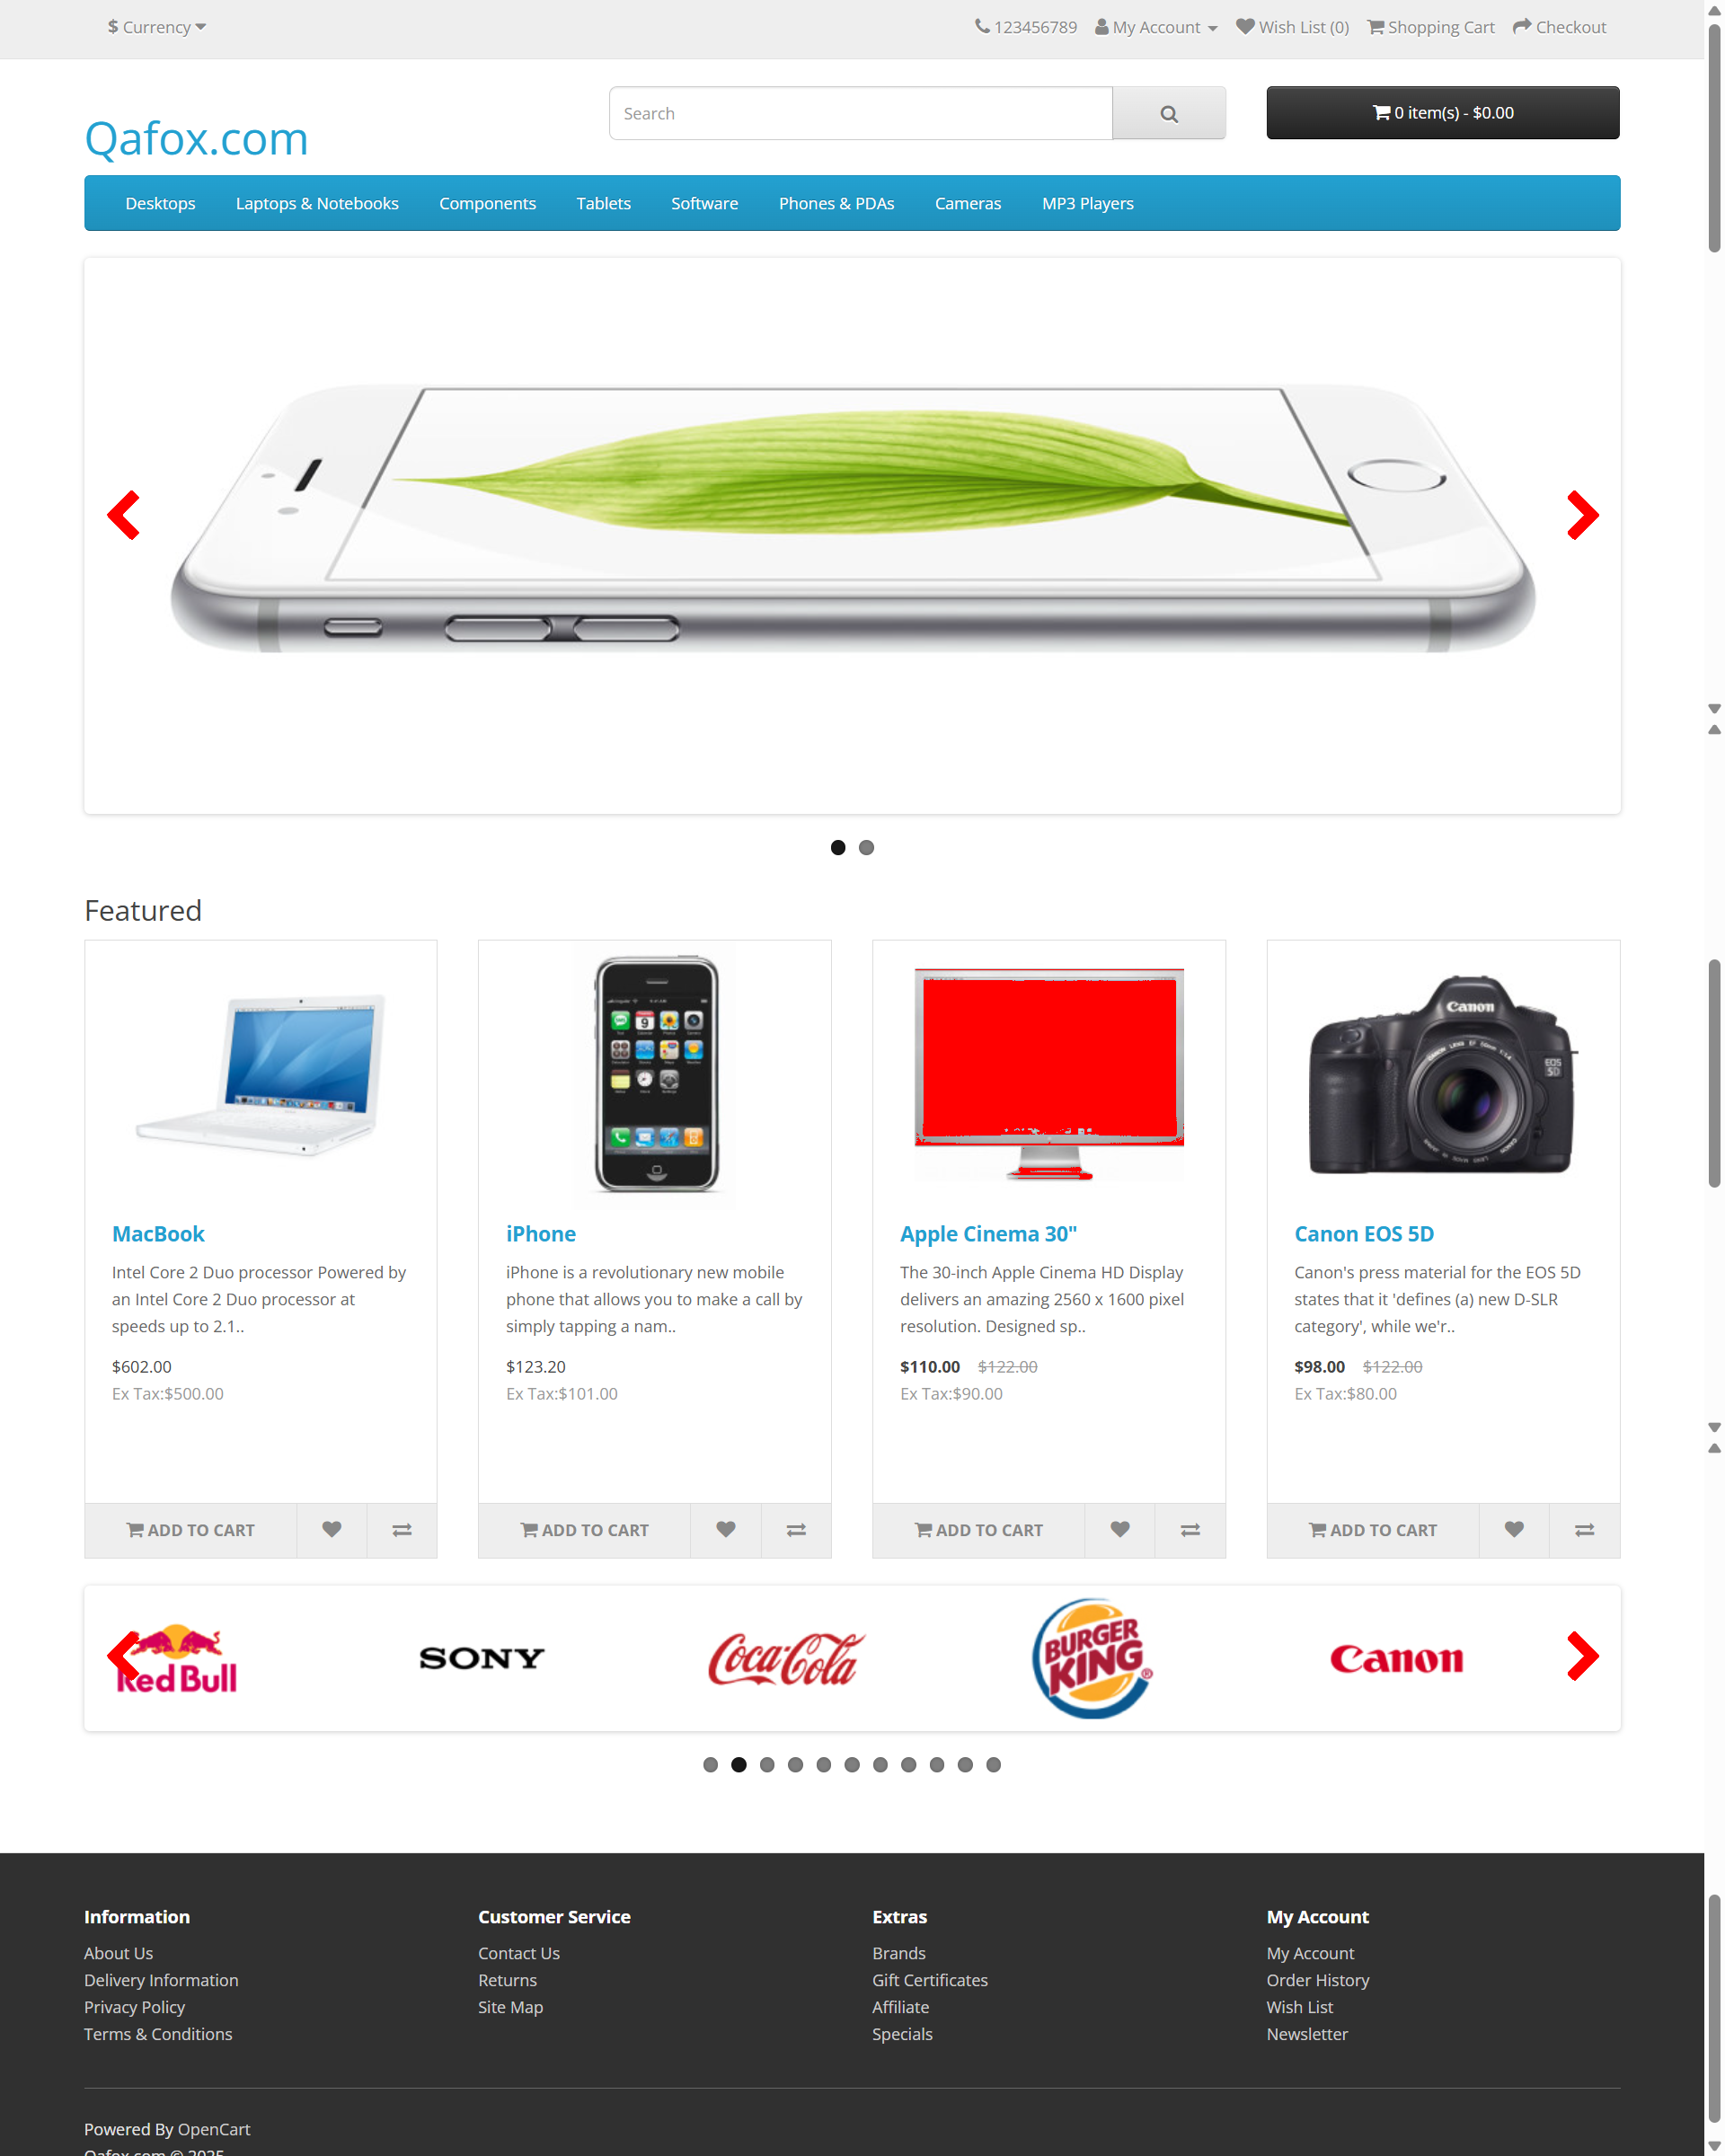 $ Currency
123456789 My Account Wish List (0) Shopping Cart Checkout
Qafox.com
Search
0 item(s) - $0.00
Desktops Laptops & Notebooks Components Tablets Software Phones & PDAs Cameras MP3 Players
Featured
MacBook
Intel Core 2 Duo processor Powered by
an Intel Core 2 Duo processor at
speeds up to 2.1..
$602.00
Ex Tax:$500.00
ADD TO CART
iPhone
iPhone is a revolutionary new mobile
phone that allows you to make a call by
simply tapping a nam..
$123.20
Ex Tax:$101.00
ADD TO CART
Apple Cinema 30"
The 30-inch Apple Cinema HD Display
delivers an amazing 2560 x 1600 pixel
resolution. Designed sp..
$110.00 $122.00
Ex Tax:$90.00
ADD TO CART
Canon
EOS
5D
Canon EOS 5D
Canon's press material for the EOS 5D
states that it 'defines (a) new D-SLR
category', while we'r..
$98.00 $122.00
Ex Tax:$80.00
ADD TO CART
Red Bull
SONY
Coca-Cola
BURGER
KING®
Canon
Information
About Us
Delivery Information
Privacy Policy
Terms & Conditions
Customer Service
Contact Us
Returns
Site Map
Extras
Brands
Gift Certificates
Affiliate
Specials
My Account
My Account
Order History
Wish List
Newsletter
Powered By OpenCart
Qafox.com © 2025